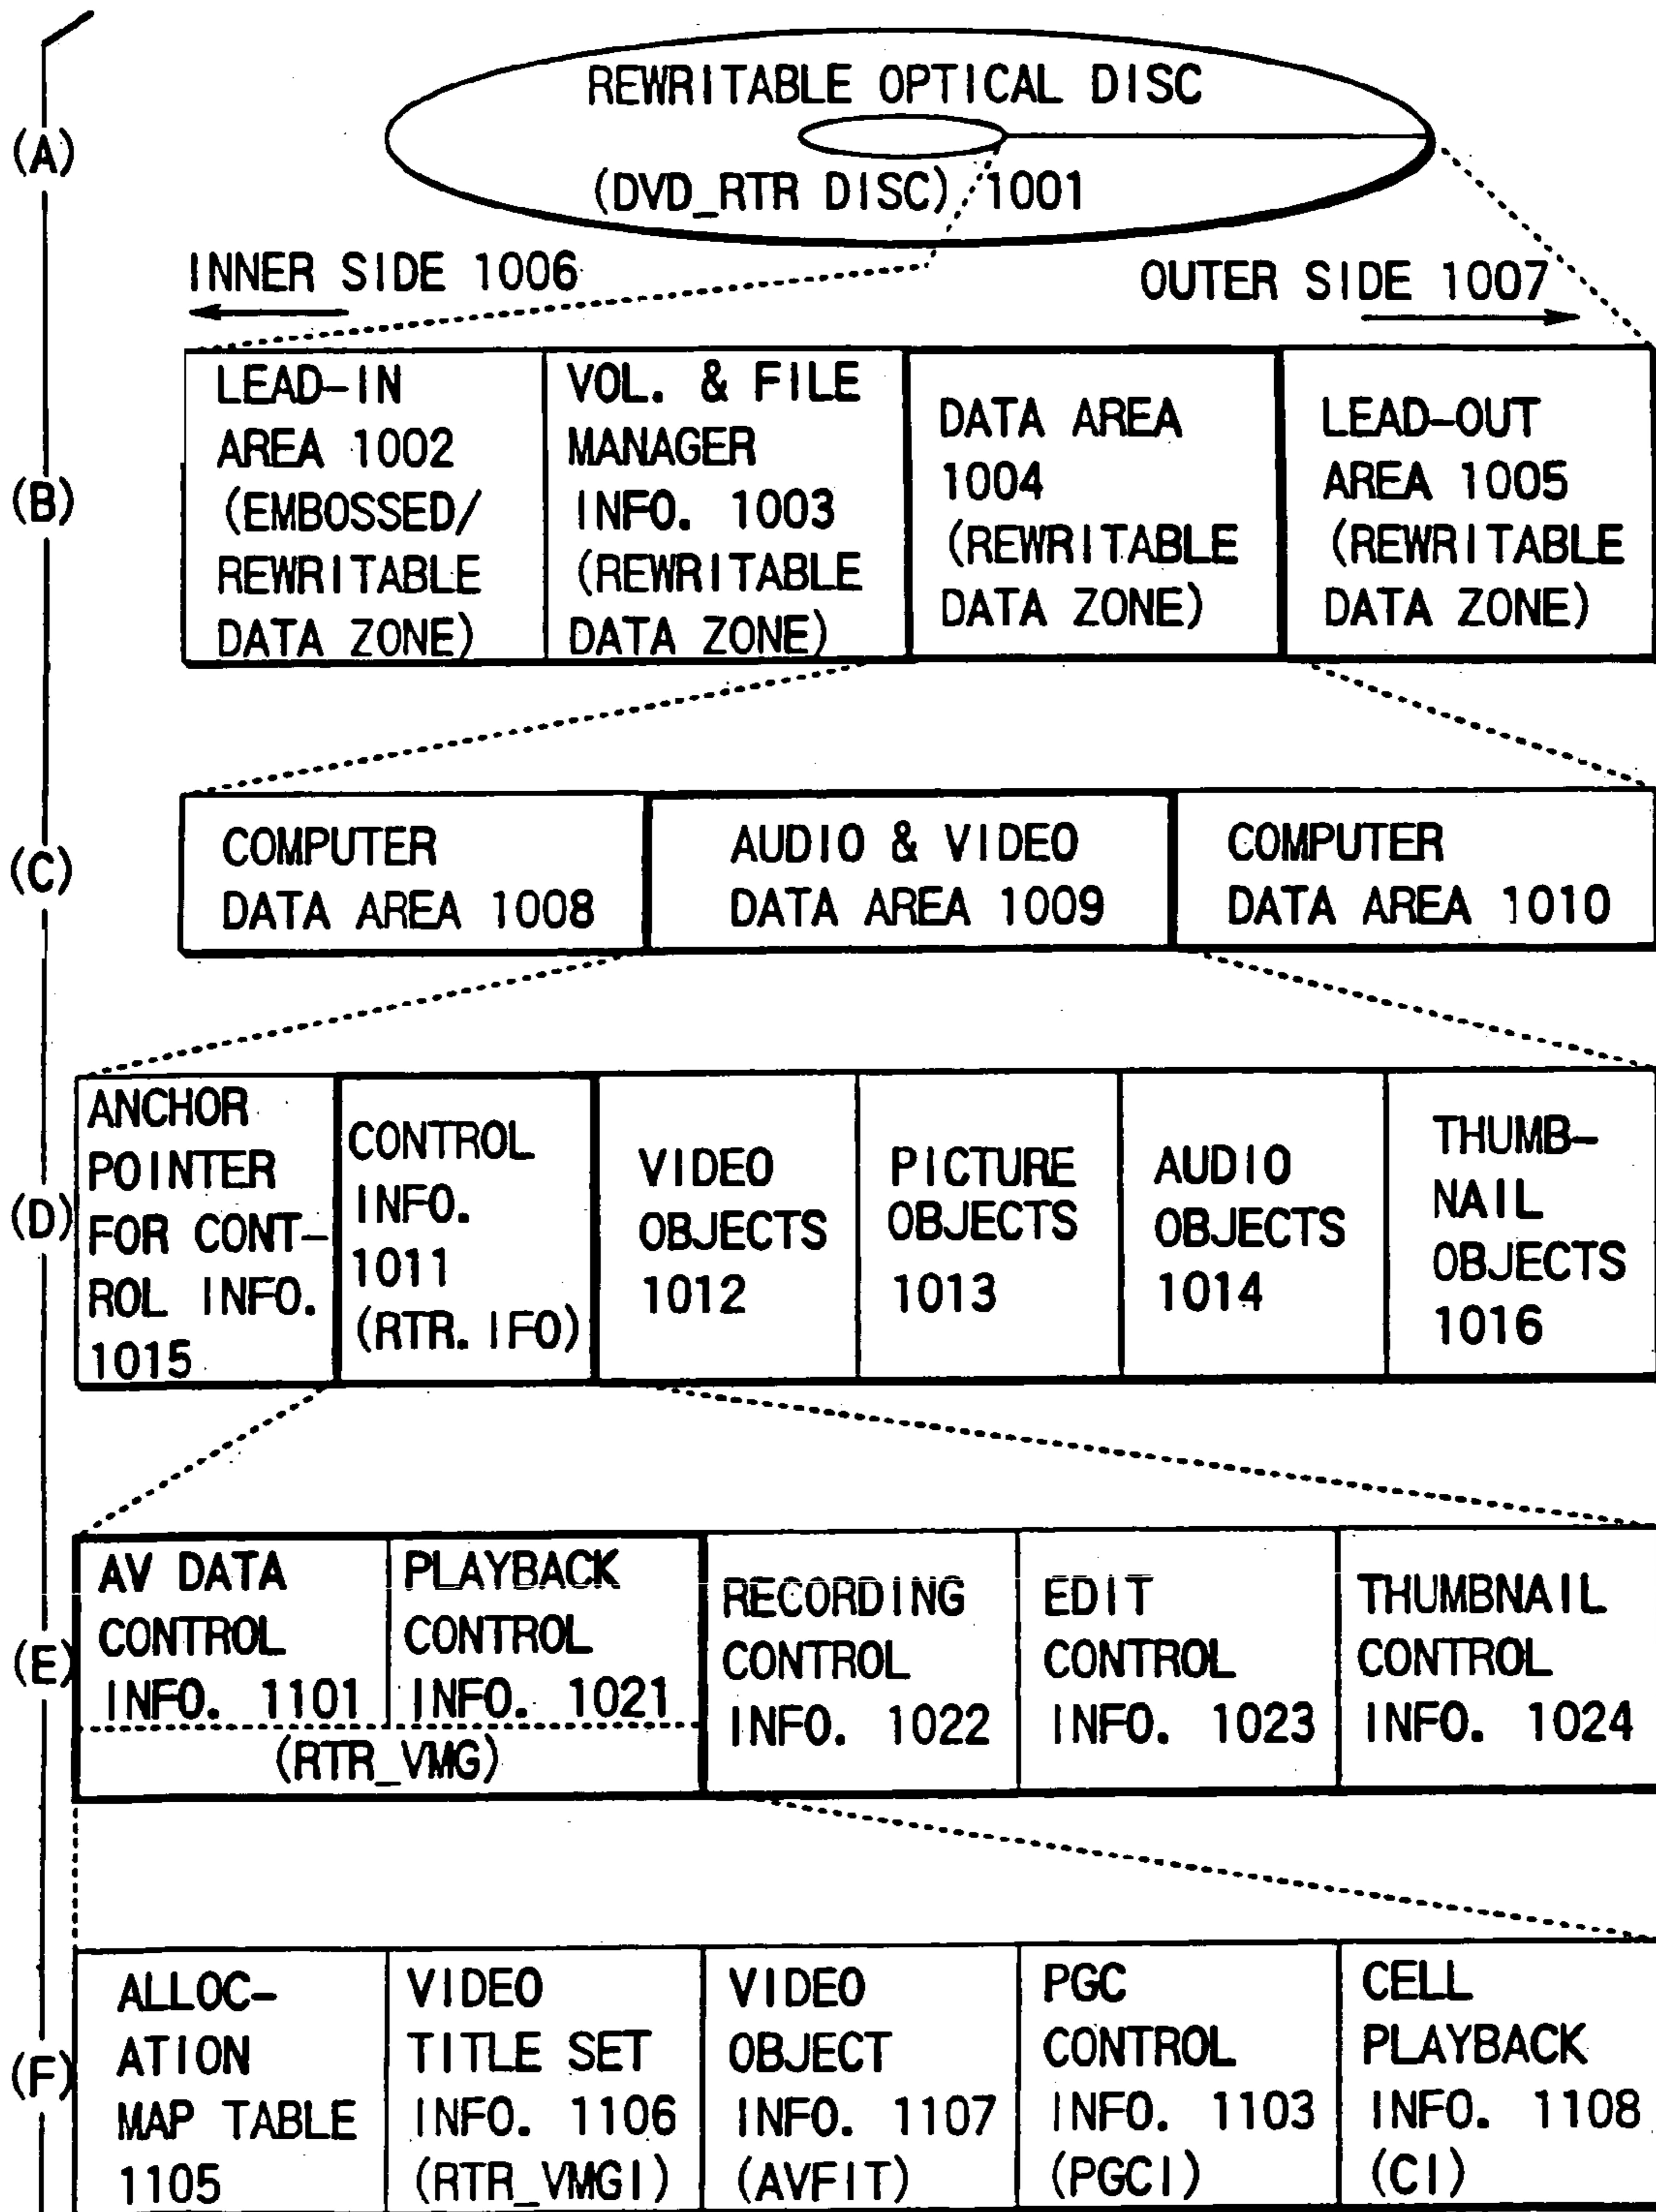 (A)
REWRITABLE OPTICAL DISC
(DVD_RTR DISC) 1001
INNER SIDE 1006
OUTER SIDE 1007
(B)
LEAD-IN
AREA 1002
(EMBOSSED/
REWRITABLE
DATA ZONE)
VOL. & FILE
MANAGER
INFO. 1003
(REWRITABLE
DATA ZONE)
DATA AREA
1004
(REWRITABLE
DATA ZONE)
LEAD-OUT
AREA 1005
(REWRITABLE
DATA ZONE)
(C)
COMPUTER
DATA AREA 1008
AUDIO & VIDEO
DATA AREA 1009
COMPUTER
DATA AREA 1010
(D)
ANCHOR
POINTER
FOR CONT-
ROL INFO.
1015
CONTROL
INFO.
1011
(RTR. IFO)
VIDEO
OBJECTS
1012
PICTURE
OBJECTS
1013
AUDIO
OBJECTS
1014
THUMB-
NAIL
OBJECTS
1016
(E)
AV DATA
CONTROL
INFO. 1101
PLAYBACK
CONTROL
INFO. 1021
(RTR_VMG)
RECORDING
CONTROL
INFO. 1022
EDIT
CONTROL
INFO. 1023
THUMBNAIL
CONTROL
INFO. 1024
(F)
ALLOC-
ATION
MAP TABLE
1105
VIDEO
TITLE SET
INFO. 1106
(RTR_VMGI)
VIDEO
OBJECT
INFO. 1107
(AVFIT)
PGC
CONTROL
INFO. 1103
(PGCI)
CELL
PLAYBACK
INFO. 1108
(CI)